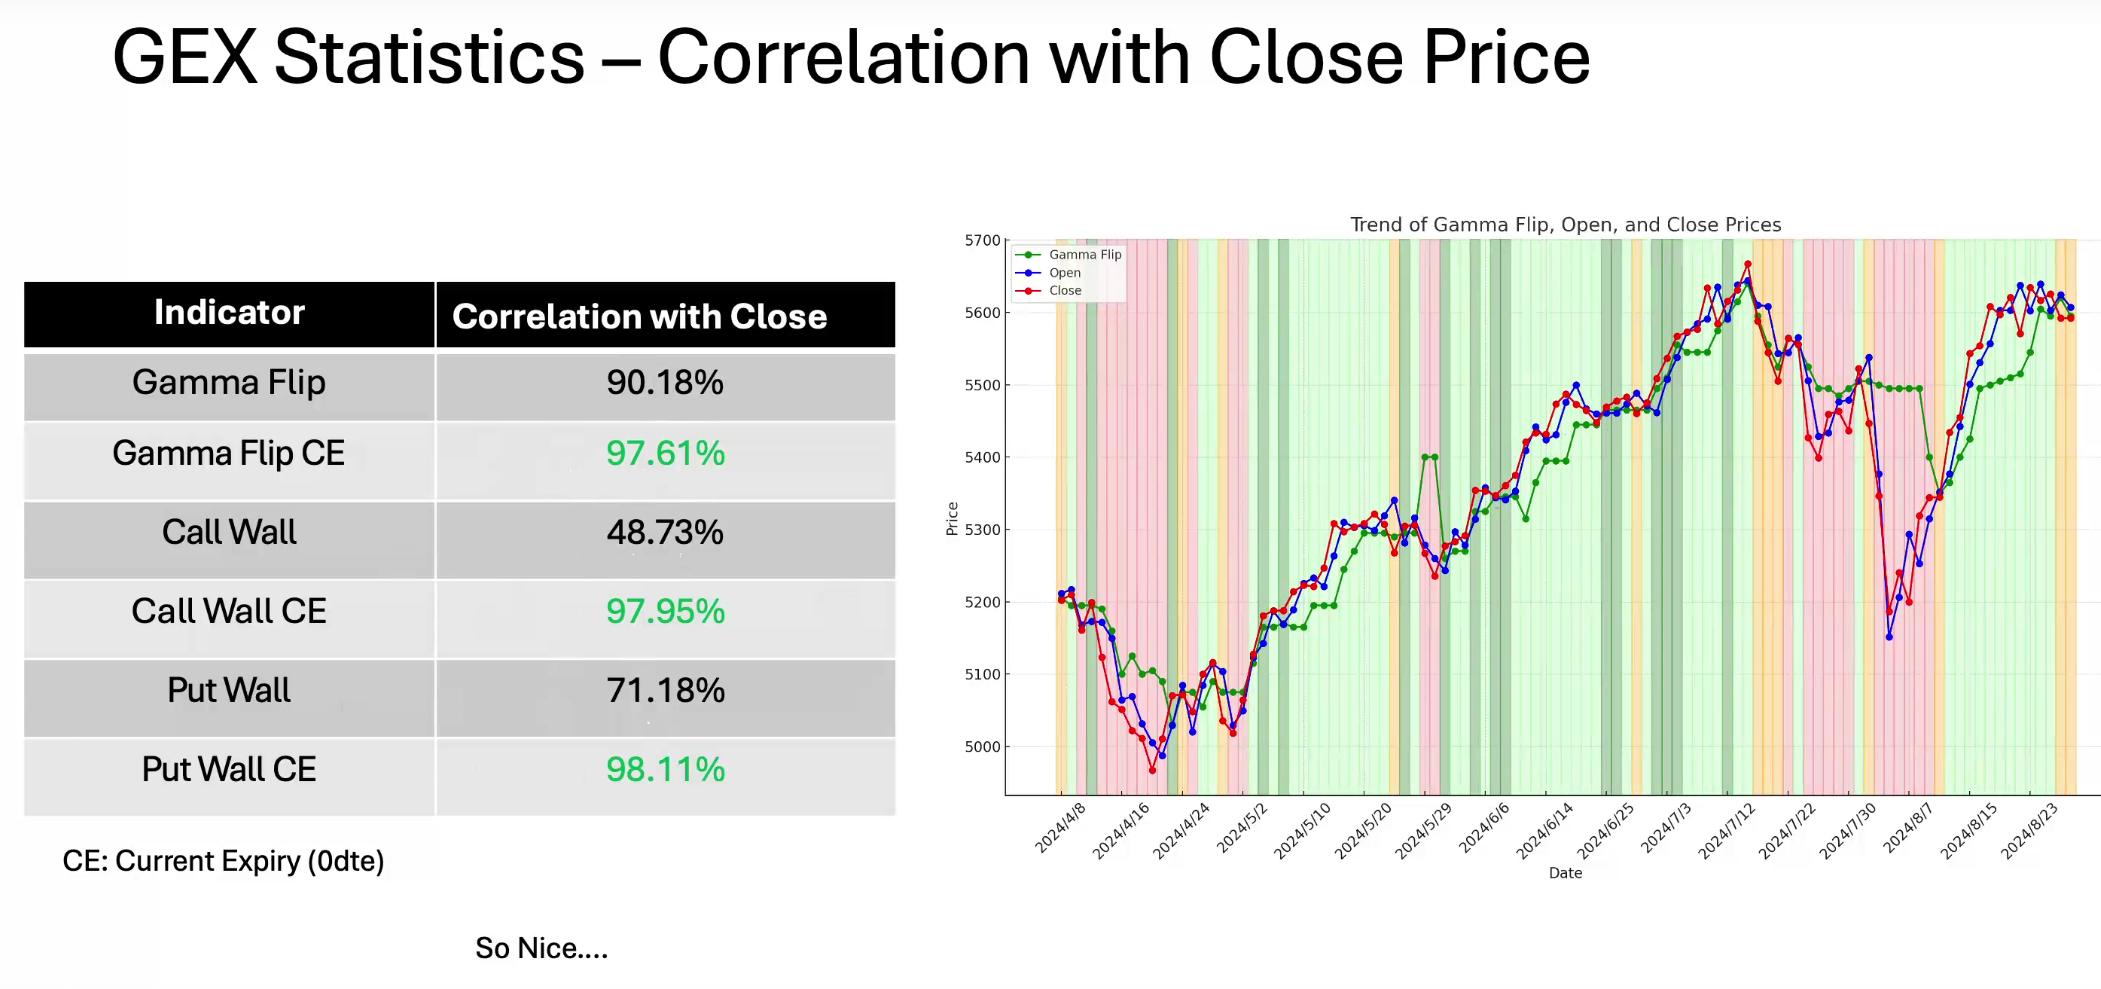 GEX Statistics – Correlation with Close Price
Indicator Correlation with Close
Gamma Flip 90.18%
Gamma Flip CE 97.61%
Call Wall 48.73%
Call Wall CE 97.95%
Put Wall 71.18%
Put Wall CE 98.11%
CE: Current Expiry (0dte)
So Nice....
Trend of Gamma Flip, Open, and Close Prices
Gamma Flip
Open
Close
Price
5700
5600
5500
5400
5300
5200
5100
5000
2024/4/8 2024/4/16 2024/4/24 2024/5/2 2024/5/10 2024/5/20 2024/5/29 2024/6/6 2024/6/14 2024/6/25 2024/7/3 2024/7/12 2024/7/22 2024/7/30 2024/8/7 2024/8/15 2024/8/23
Date